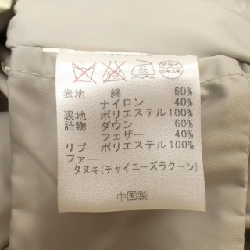 表地 綿 60%
ナイロン 40%
裏地 ポリエステル100%
詰物 ダウン 60%
フェザー 40%
リブ ポリエステル100%
ファー
タヌキ(チャイニーズラクーン)
中国製